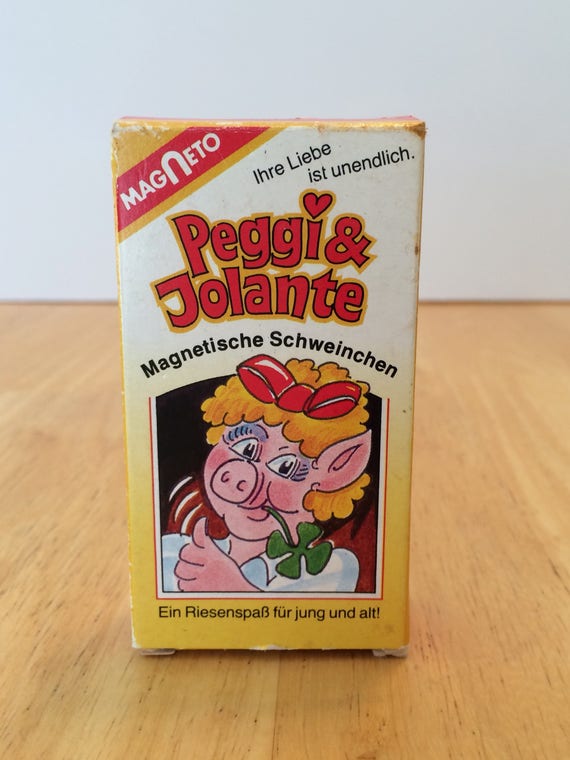 MAGNETO
Ihre Liebe
ist unendlich.
Peggi &
Jolante
Magnetische Schweinchen
Ein Riesenspaß für jung und alt!